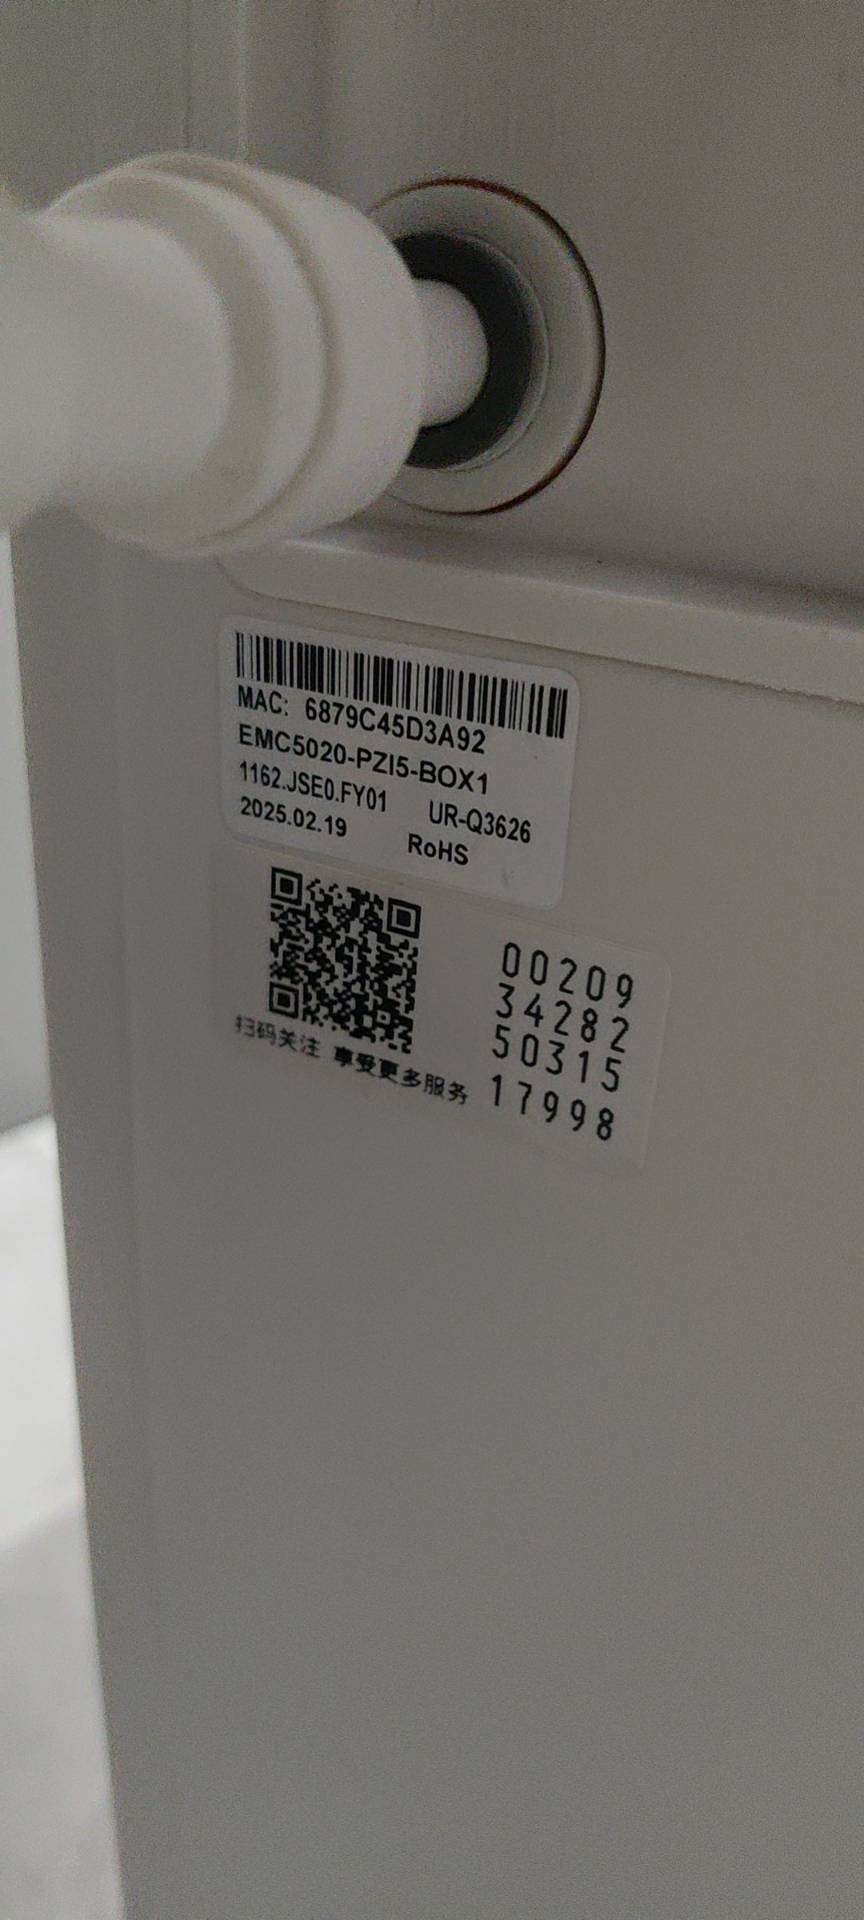 MAC: 6879C45D3A92
EMC5020-PZI5-BOX1
1162.JSE0.FY01 UR-Q3626
2025.02.19 RoHS
00209
34282
50315
17998
扫码关注 享受更多服务